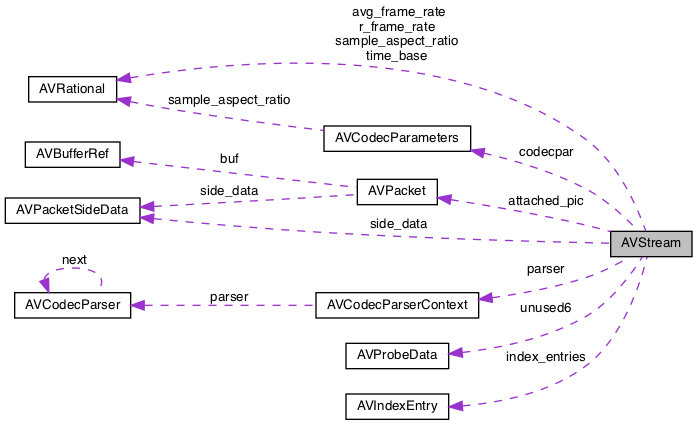 avg_frame_rate
r_frame_rate
sample_aspect_ratio
time_base
AVRational
sample_aspect_ratio
AVCodecParameters
codecpar
AVBufferRef
buf
AVPacket
side_data
attached_pic
AVPacketSideData
side_data
AVStream
next
parser
AVCodecParser
parser
AVCodecParserContext
unused6
AVProbeData
index_entries
AVIndexEntry